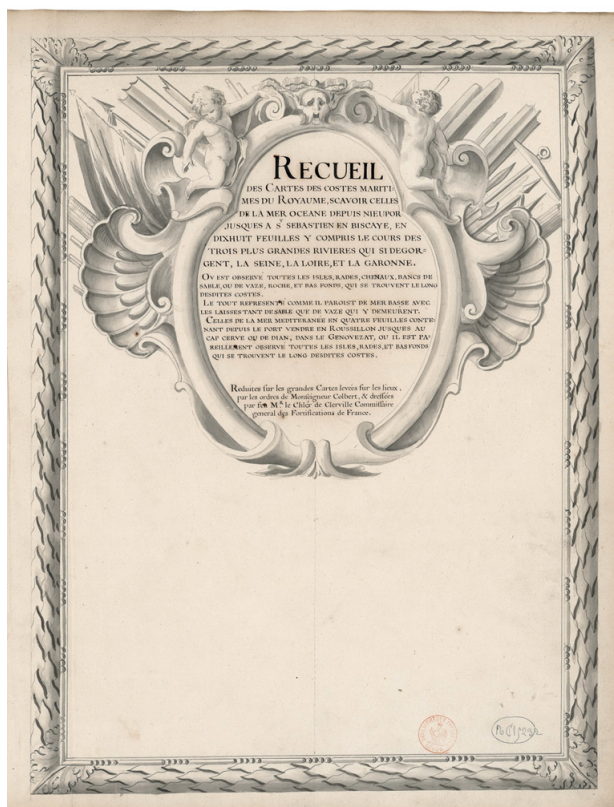 RECUEIL
DES CARTES DES COSTES MARITI-
MES DU ROYAUME, SCAVOIR CELLES
DE LA MER OCEANE DEPUIS NIEUPOR
JUSQUES A S.T SEBASTIEN EN BISCAYE, EN
DIXHUIT FEUILLES Y COMPRIS LE COURS DES
TROIS PLUS GRANDES RIVIERES QUI SI DEGOR-
GENT, LA SEINE, LA LOIRE, ET LA GARONNE.
OU EST OBSERVÉ TOUTES LES ISLES, RADES, CHENAUX, BANCS DE
SABLE, OU DE VAZE, ROCHE, ET BAS FONDS, QUI SE TROUVENT LE LONG
DESDITES COSTES.
LE TOUT REPRESENTÉ COMME IL PAROIST DE MER BASSE AVEC
LES LAISSES TANT DE SABLE QUE DE VAZE QUI Y DEMEURENT.
CELLES DE LA MER MEDITERANÉE EN QUATRE FEUILLES CONTE-
NANT DEPUIS LE PORT VENDRE EN ROUSSILLON JUSQUES AU
CAP CERVE OU DE DIAN, DANS LE GENOVEZAT, OU IL EST PA-
REILLEMENT OBSERVÉ TOUTES LES ISLES, RADES, ET BAS FONDS
QUI SE TROUVENT LE LONG DESDITES COSTES.
Reduites sur les grandes Cartes levées sur les lieux,
par les ordres de Monseigneur Colbert, & dressées
par feu M.R le Chlër de Clerville Commissaire
general des Fortifications de France.